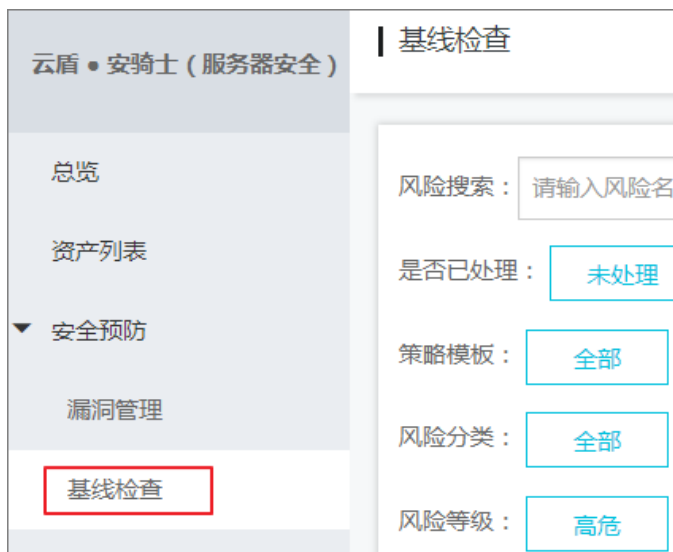 云盾 ● 安骑士（服务器安全）
总览
资产列表
安全预防
漏洞管理
基线检查
基线检查
风险搜索： 请输入风险名
是否已处理： 未处理
策略模板： 全部
风险分类： 全部
风险等级： 高危